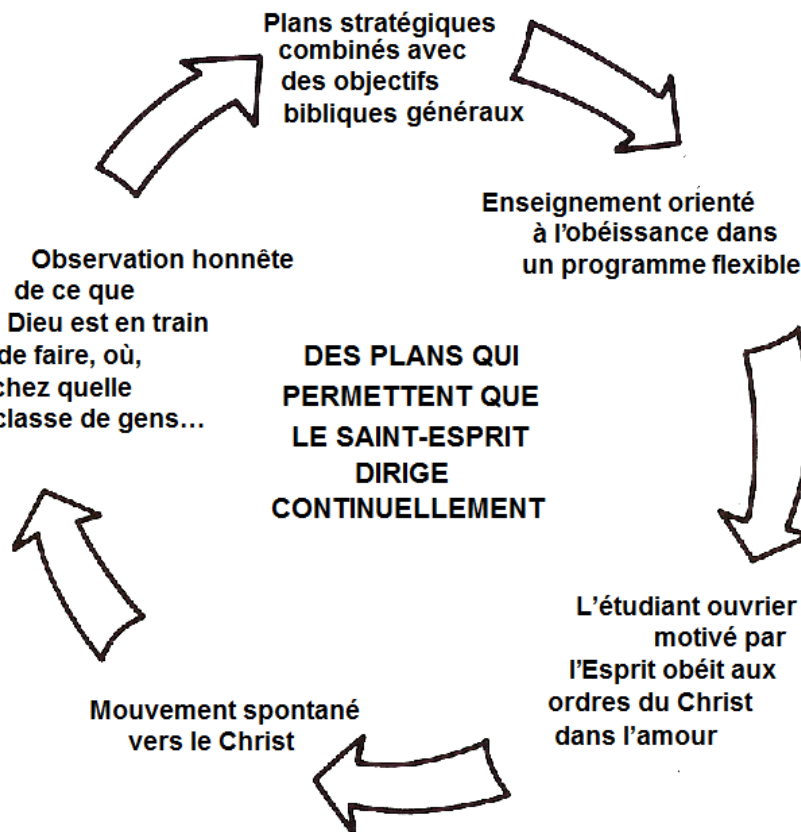 Plans stratégiques
combinés avec
des objectifs
bibliques généraux
Enseignement orienté
à l'obéissance dans
un programme flexible
L'étudiant ouvrier
motivé par
l'Esprit obéit aux
ordres du Christ
dans l'amour
Mouvement spontané
vers le Christ
Observation honnête
de ce que
Dieu est en train
de faire, où,
chez quelle
classe de gens…
DES PLANS QUI
PERMETTENT QUE
LE SAINT-ESPRIT
DIRIGE
CONTINUELLEMENT